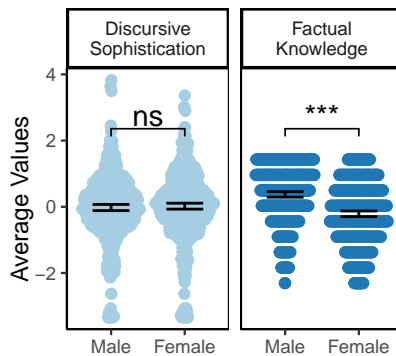 Discursive
Sophistication
Factual
Knowledge
Average Values
4
2
0
−2
ns
***
Male
Female
Male
Female